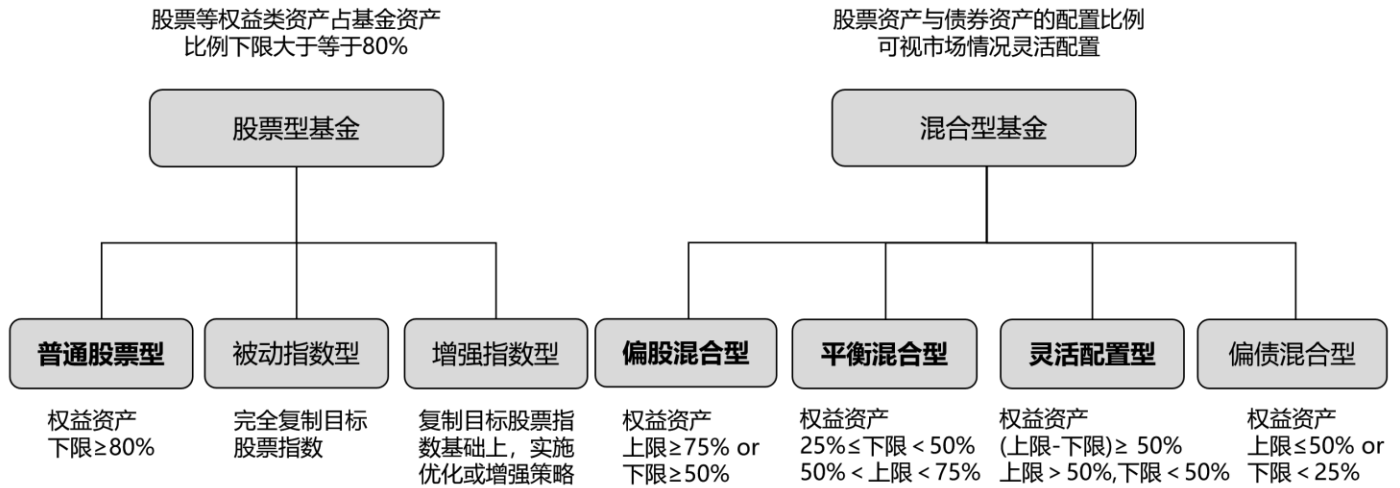 股票等权益类资产占基金资产
比例下限大于等于80%
股票资产与债券资产的配置比例
可视市场情况灵活配置
股票型基金
混合型基金
普通股票型
被动指数型
增强指数型
偏股混合型
平衡混合型
灵活配置型
偏债混合型
权益资产
下限≥80%
完全复制目标
股票指数
复制目标股票指
数基础上，实施
优化或增强策略
权益资产
上限≥75% or
下限≥50%
权益资产
25%≤下限＜50%
50%＜上限＜75%
权益资产
(上限-下限)≥ 50%
上限＞50%,下限＜50%
权益资产
上限≤50% or
下限＜25%